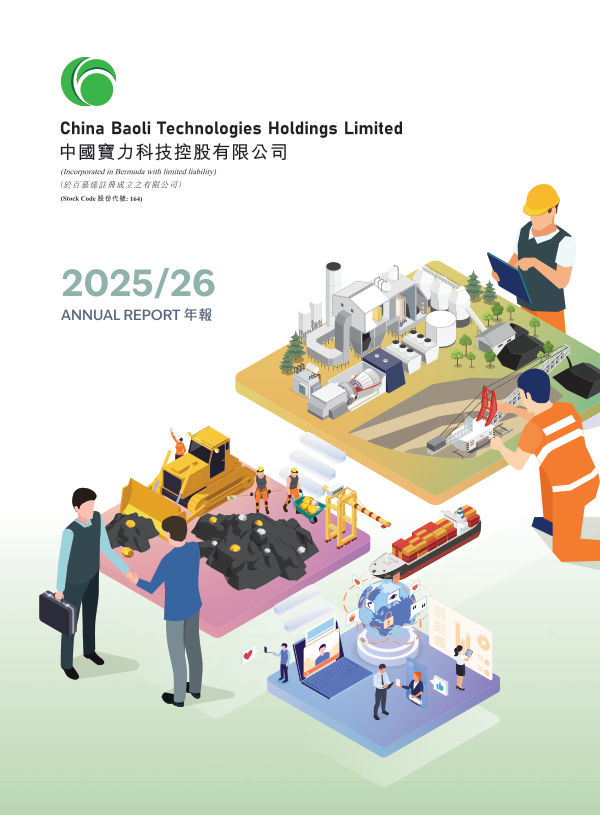 China Baoli Technologies Holdings Limited
中國寶力科技控股有限公司
(Incorporated in Bermuda with limited liability)
(於百慕達註冊成立之有限公司)
(Stock Code 股份代號: 164)
2025/26
ANNUAL REPORT 年報